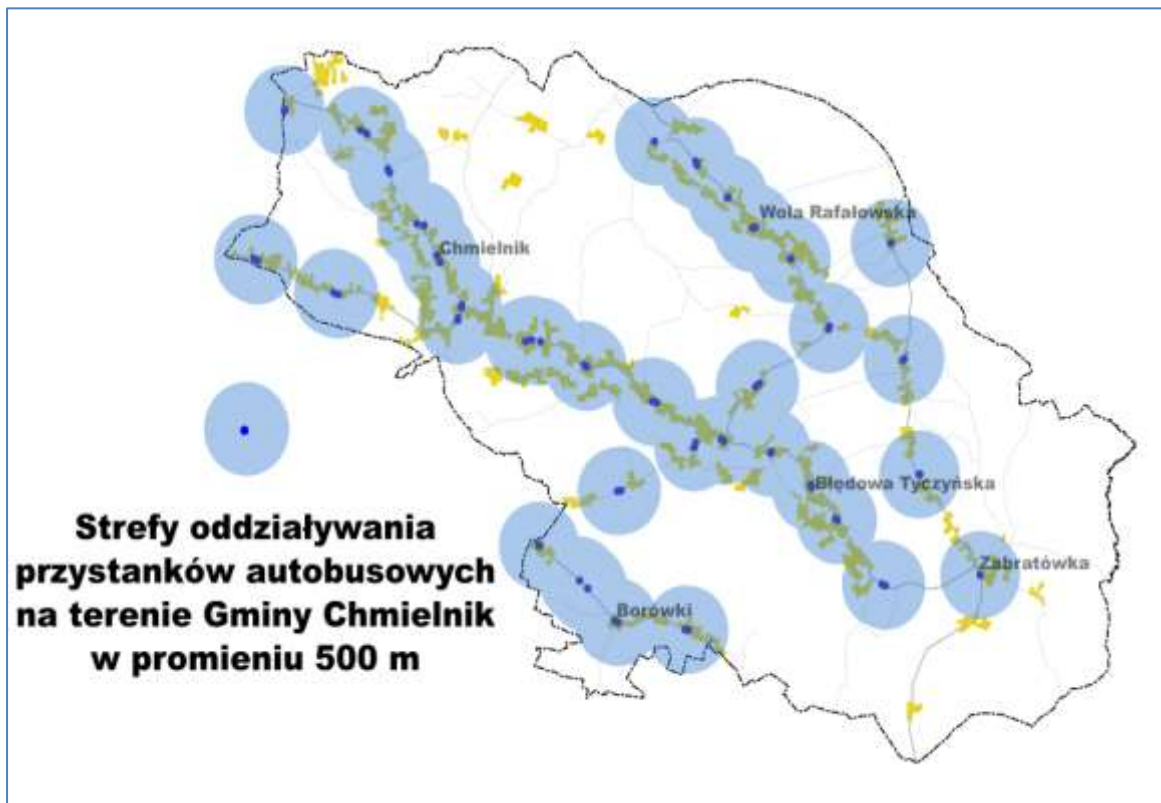 Wola Rafałowska
Chmielnik
Błędowa Tyczyńska
Zabratówka
Borówki
Strefy oddziaływania
przystanków autobusowych
na terenie Gminy Chmielnik
w promieniu 500 m